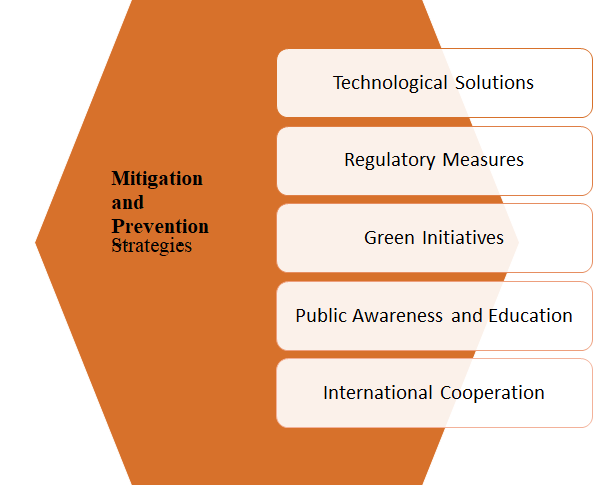 Mitigation
and
Prevention
Strategies
Technological Solutions
Regulatory Measures
Green Initiatives
Public Awareness and Education
International Cooperation